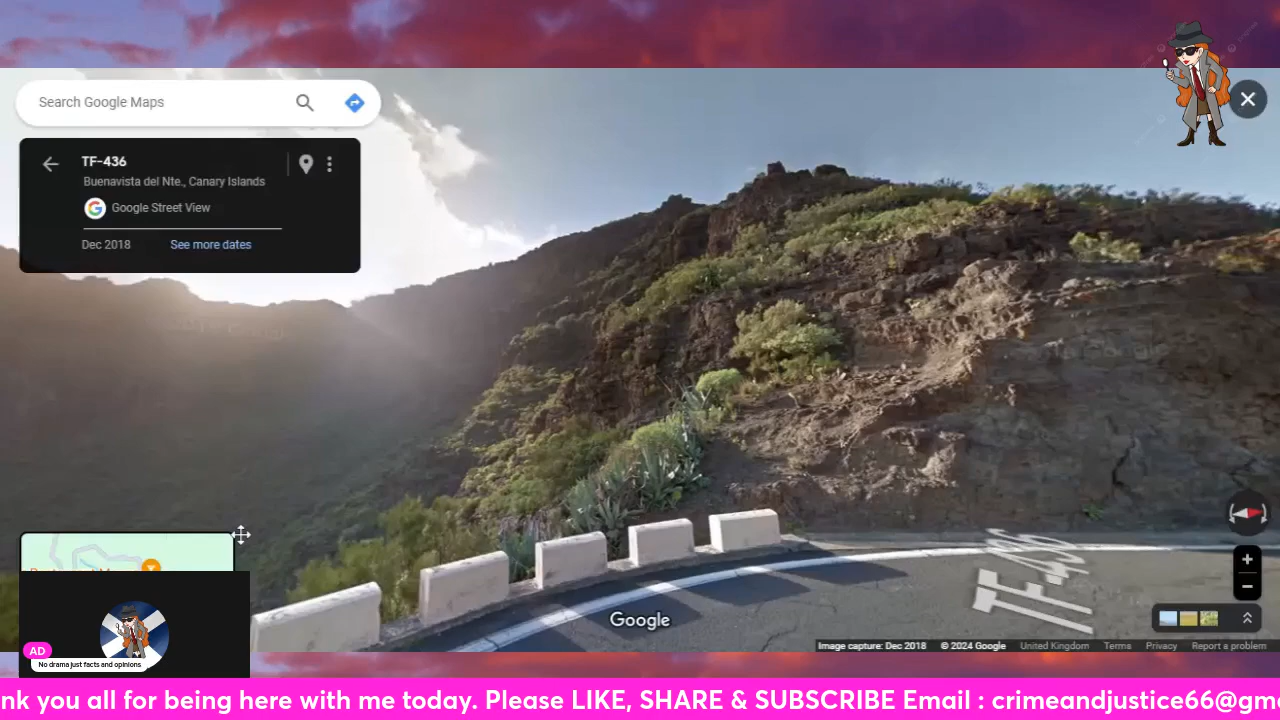 Search Google Maps
TF-436
Buenavista del Nte., Canary Islands
Google Street View
Dec 2018
See more dates
TF-436
Google
Image capture: Dec 2018
© 2024 Google
United Kingdom
Terms
Privacy
Report a problem
AD
No drama just facts and opinions
nk you all for being here with me today. Please LIKE, SHARE & SUBSCRIBE Email : crimeandjustice66@gm